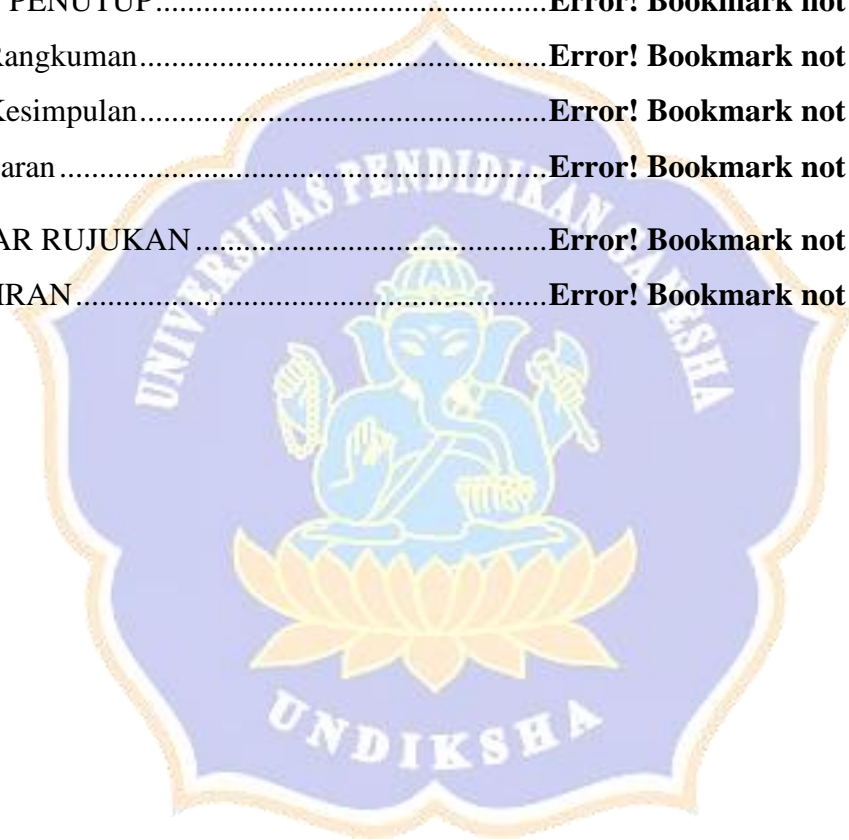 PENUTUP.................................................Error! Bookmark not
Rangkuman...................................................Error! Bookmark not
Kesimpulan...................................................Error! Bookmark not
aran.............................................................Error! Bookmark not
AR RUJUKAN............................................Error! Bookmark not
IRAN...........................................................Error! Bookmark not
UNIVERSITAS PENDIDIKAN GANESHA
UNDIKSHA